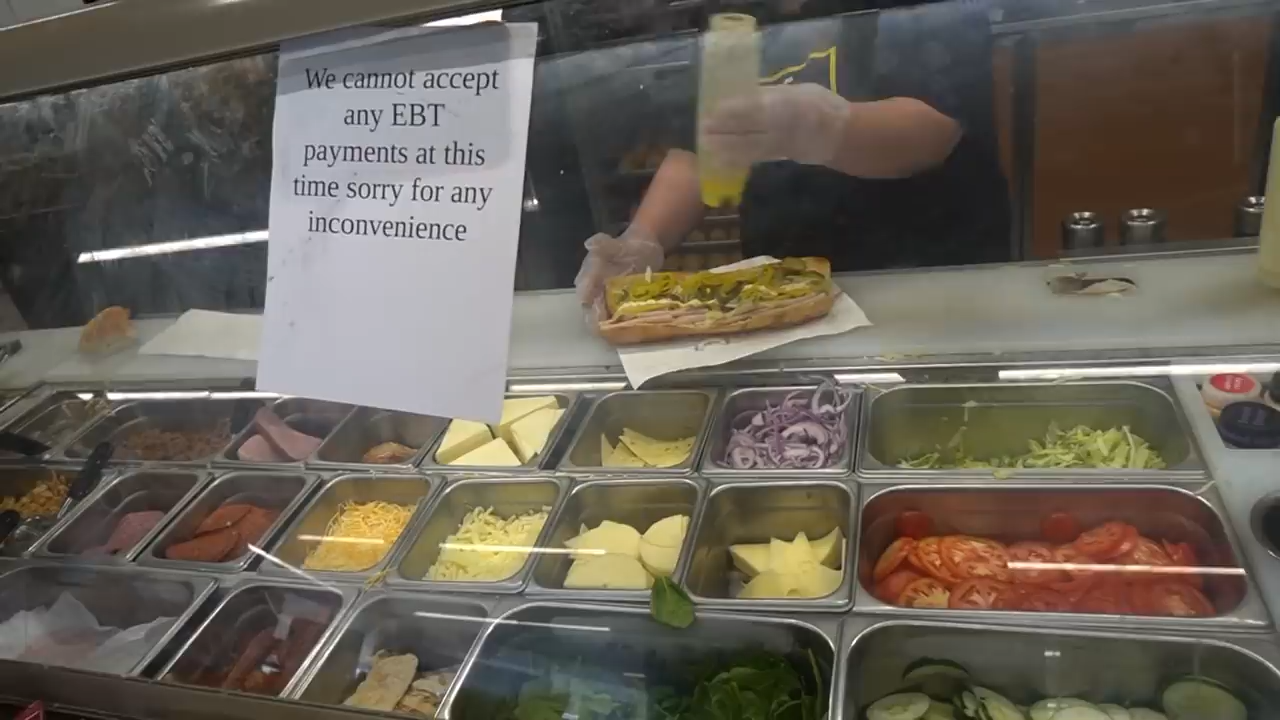 We cannot accept
any EBT
payments at this
time sorry for any
inconvenience